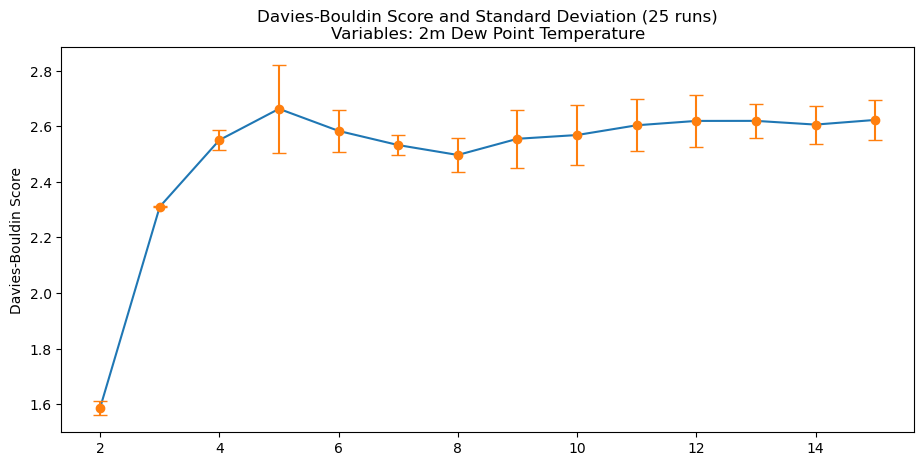 Davies-Bouldin Score and Standard Deviation (25 runs)
Variables: 2m Dew Point Temperature
Davies-Bouldin Score
2.8
2.6
2.4
2.2
2.0
1.8
1.6
2 4 6 8 10 12 14